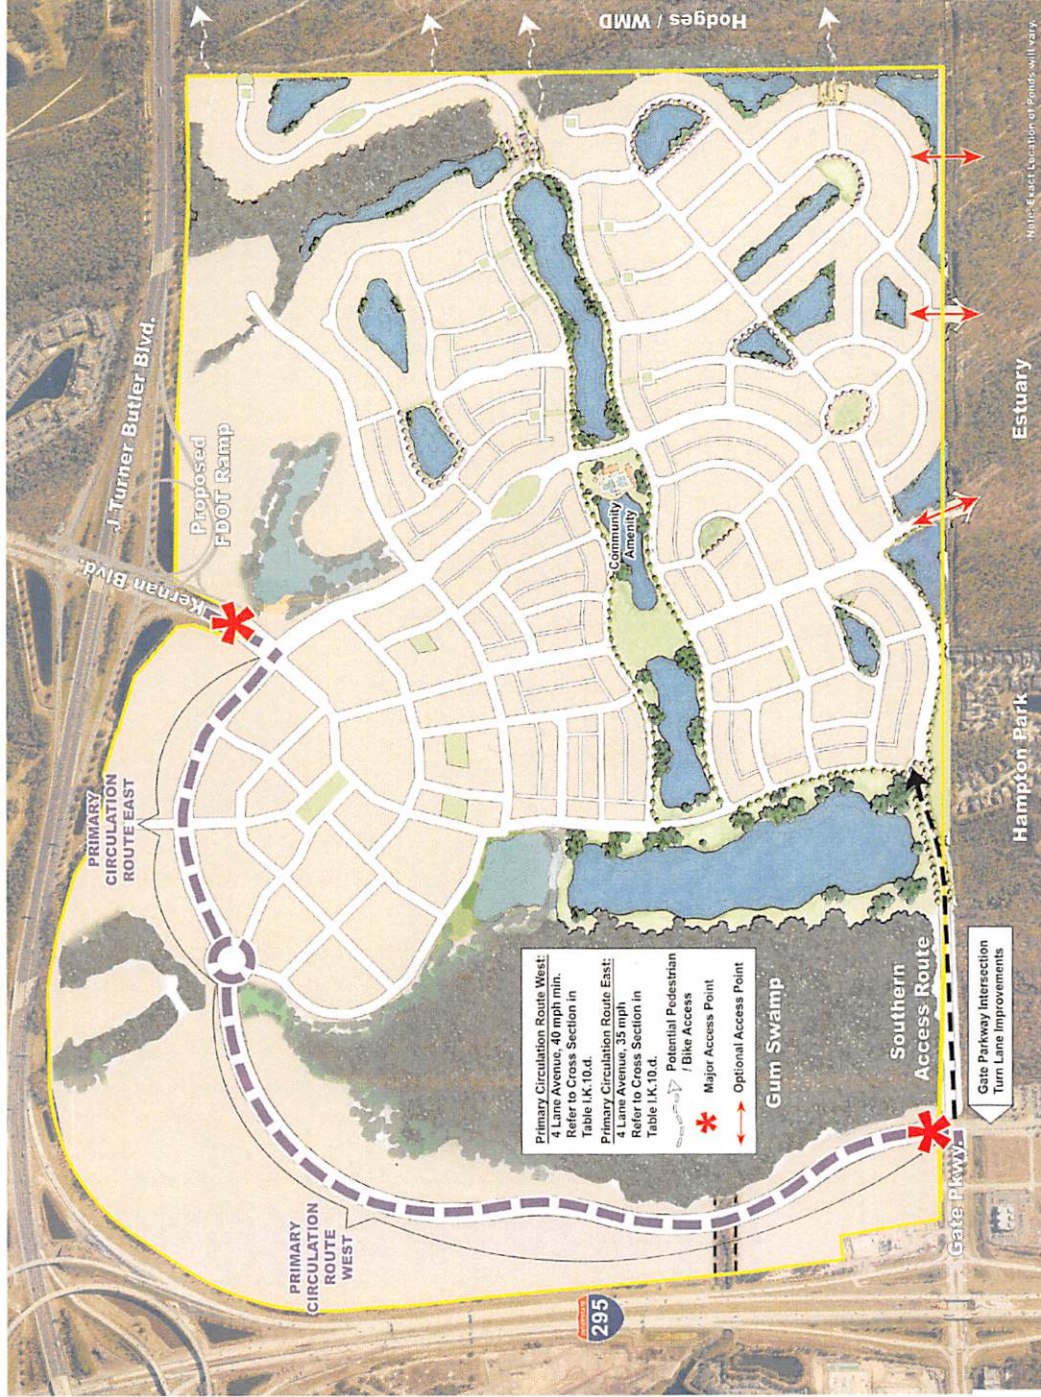 Hodges / WMD
J Turner Butler Blvd.
Proposed
FDOT Ramp
Kernan Blvd.
PRIMARY
CIRCULATION
ROUTE EAST
PRIMARY
CIRCULATION
ROUTE
WEST
Community
Amenity
Primary Circulation Route West:
4 Lane Avenue, 40 mph min.
Refer to Cross Section in
Table I.K.10.d.
Primary Circulation Route East:
4 Lane Avenue, 35 mph
Refer to Cross Section in
Table I.K.10.d.
Potential Pedestrian
/ Bike Access
Major Access Point
Optional Access Point
Gum Swamp
Southern
Access Route
Gate Parkway Intersection
Turn Lane Improvements
Gate Pkwy
INTERSTATE
295
Hampton Park
Estuary
Note: Exact Location of Ponds will vary.